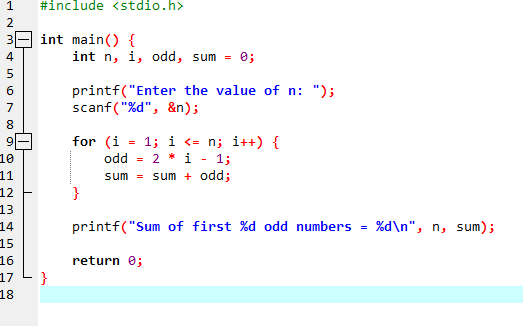 1 #include <stdio.h>
2
3 int main() {
4     int n, i, odd, sum = 0;
5
6     printf("Enter the value of n: ");
7     scanf("%d", &n);
8
9     for (i = 1; i <= n; i++) {
10         odd = 2 * i - 1;
11         sum = sum + odd;
12     }
13
14     printf("Sum of first %d odd numbers = %d\n", n, sum);
15
16     return 0;
17 }
18